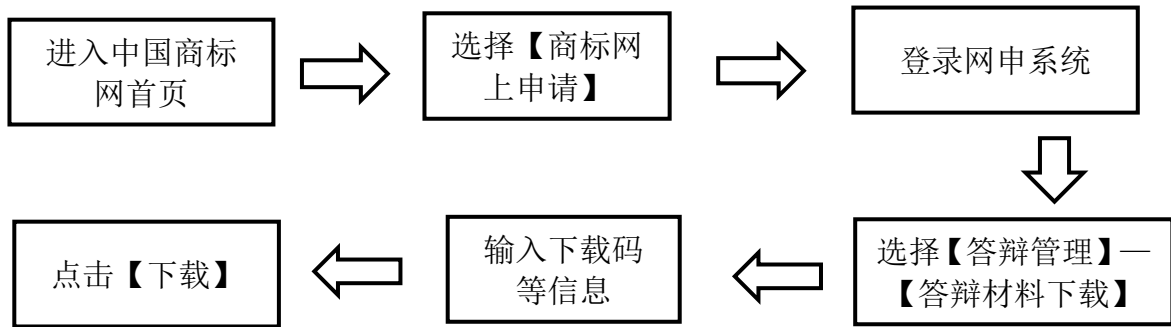 进入中国商标
网首页
选择【商标网
上申请】
登录网申系统
选择【答辩管理】—
【答辩材料下载】
输入下载码
等信息
点击【下载】